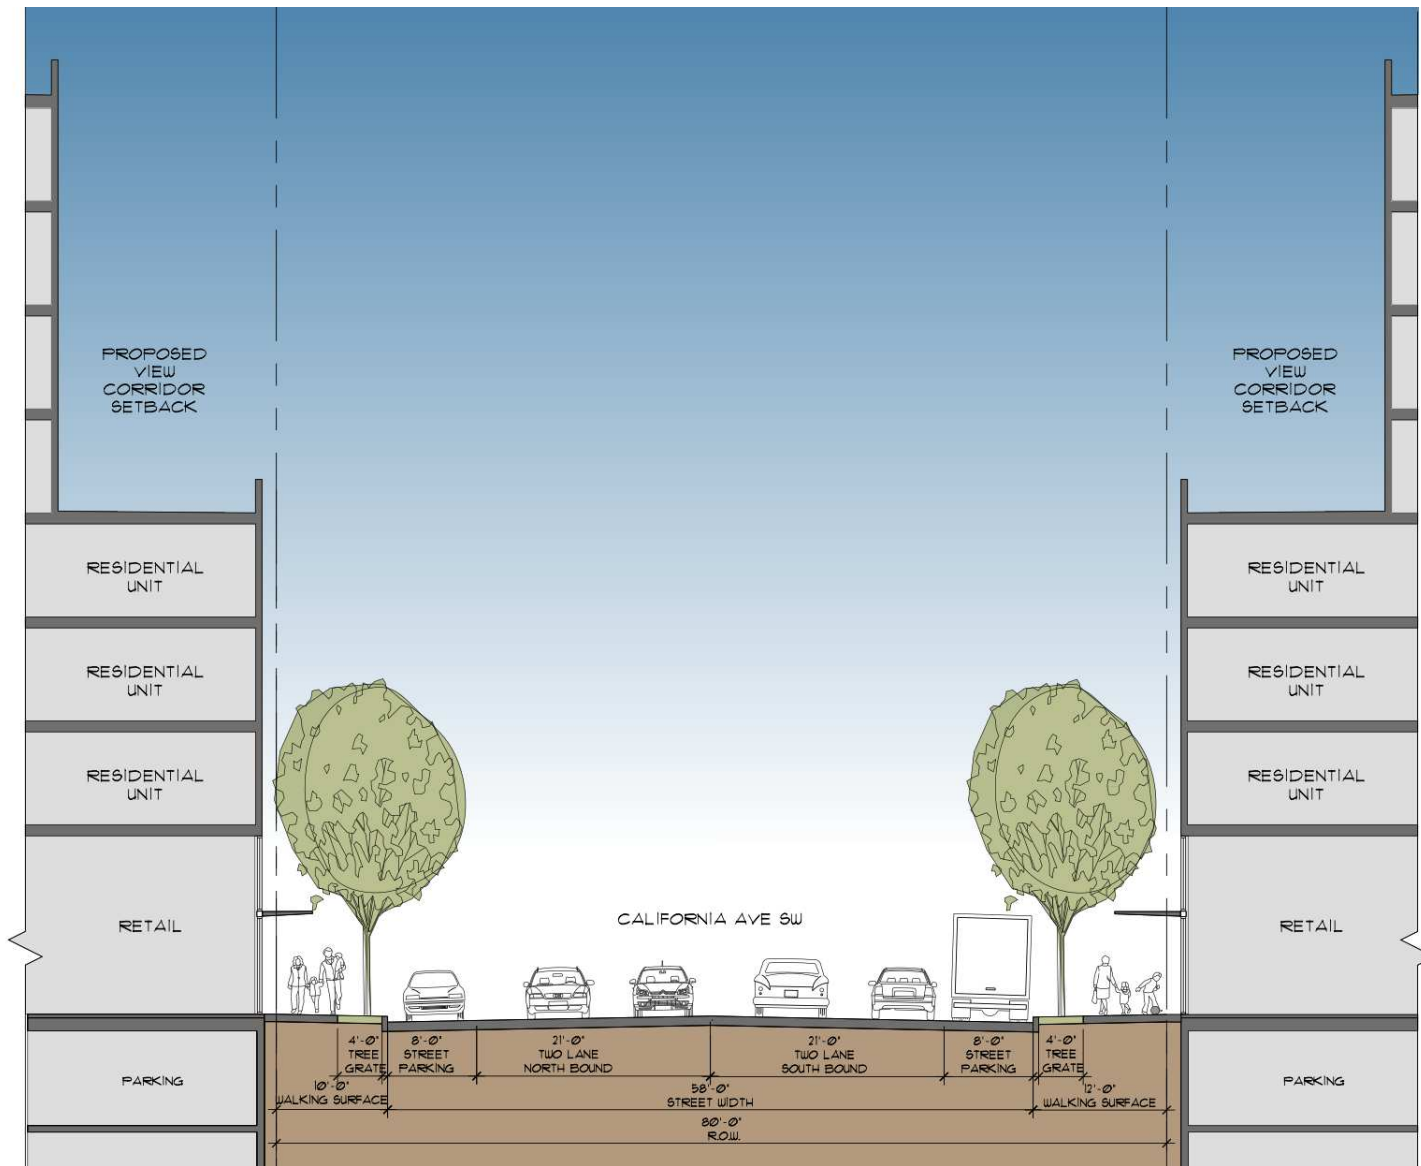 PROPOSED
VIEW
CORRIDOR
SETBACK
PROPOSED
VIEW
CORRIDOR
SETBACK
RESIDENTIAL
UNIT
RESIDENTIAL
UNIT
RESIDENTIAL
UNIT
RESIDENTIAL
UNIT
RESIDENTIAL
UNIT
RESIDENTIAL
UNIT
RETAIL
CALIFORNIA AVE SW
RETAIL
4'-0"
TREE
GRATE
8'-0"
STREET
PARKING
21'-0"
TWO LANE
NORTH BOUND
21'-0"
TWO LANE
SOUTH BOUND
8'-0"
STREET
PARKING
4'-0"
TREE
GRATE
PARKING
PARKING
10'-0"
WALKING SURFACE
58'-0"
STREET WIDTH
12'-0"
WALKING SURFACE
80'-0"
R.O.W.